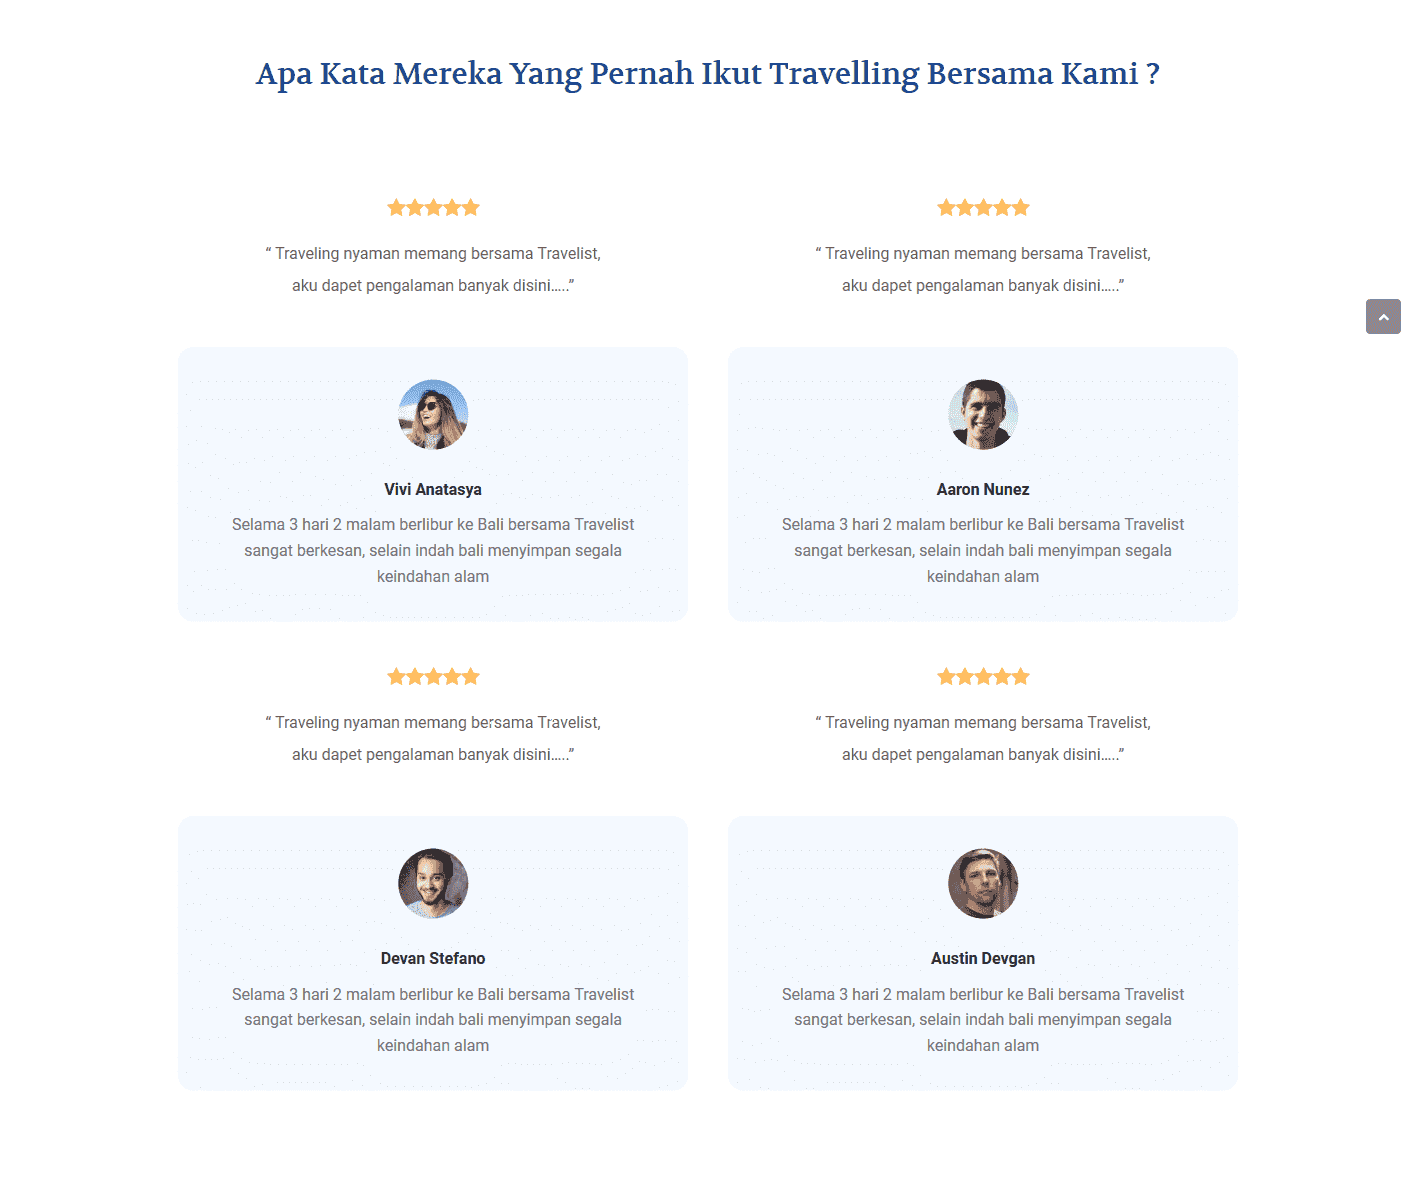 Apa Kata Mereka Yang Pernah Ikut Travelling Bersama Kami ?
“ Traveling nyaman memang bersama Travelist,
aku dapet pengalaman banyak disini.....”
Vivi Anatasya
Selama 3 hari 2 malam berlibur ke Bali bersama Travelist
sangat berkesan, selain indah bali menyimpan segala
keindahan alam
“ Traveling nyaman memang bersama Travelist,
aku dapet pengalaman banyak disini.....”
Aaron Nunez
Selama 3 hari 2 malam berlibur ke Bali bersama Travelist
sangat berkesan, selain indah bali menyimpan segala
keindahan alam
“ Traveling nyaman memang bersama Travelist,
aku dapet pengalaman banyak disini.....”
Devan Stefano
Selama 3 hari 2 malam berlibur ke Bali bersama Travelist
sangat berkesan, selain indah bali menyimpan segala
keindahan alam
“ Traveling nyaman memang bersama Travelist,
aku dapet pengalaman banyak disini.....”
Austin Devgan
Selama 3 hari 2 malam berlibur ke Bali bersama Travelist
sangat berkesan, selain indah bali menyimpan segala
keindahan alam